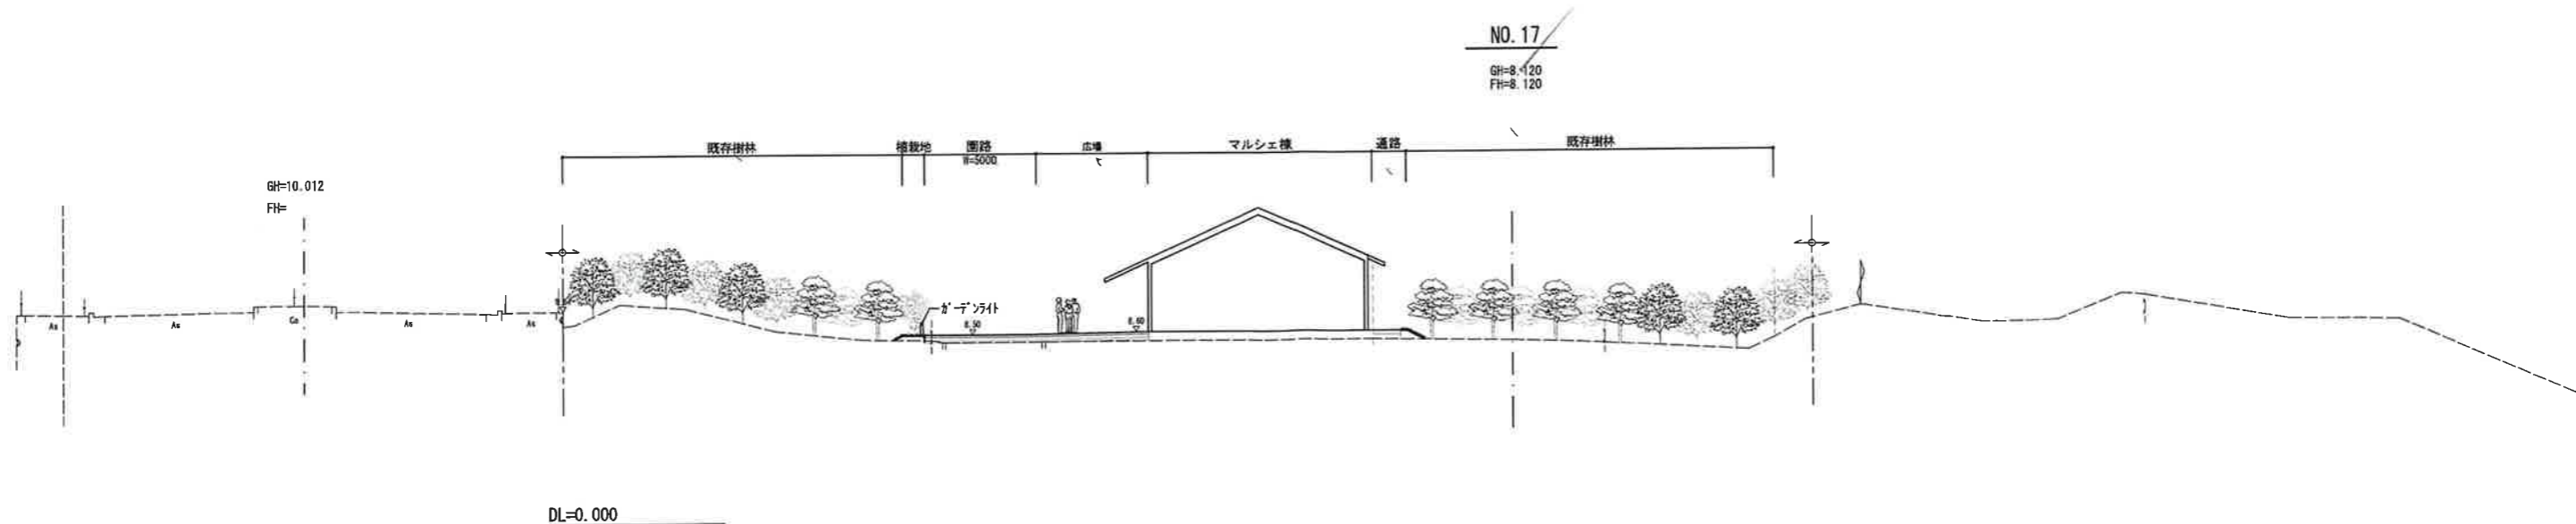 NO.17
GH=8.120
FH=8.120
既存樹林
植栽地
園路
W=5000
広場
マルシェ棟
通路
既存樹林
GH=10.012
FH=
ガーデンライト
8.50
8.60
As
As
Co
As
As
DL=0.000